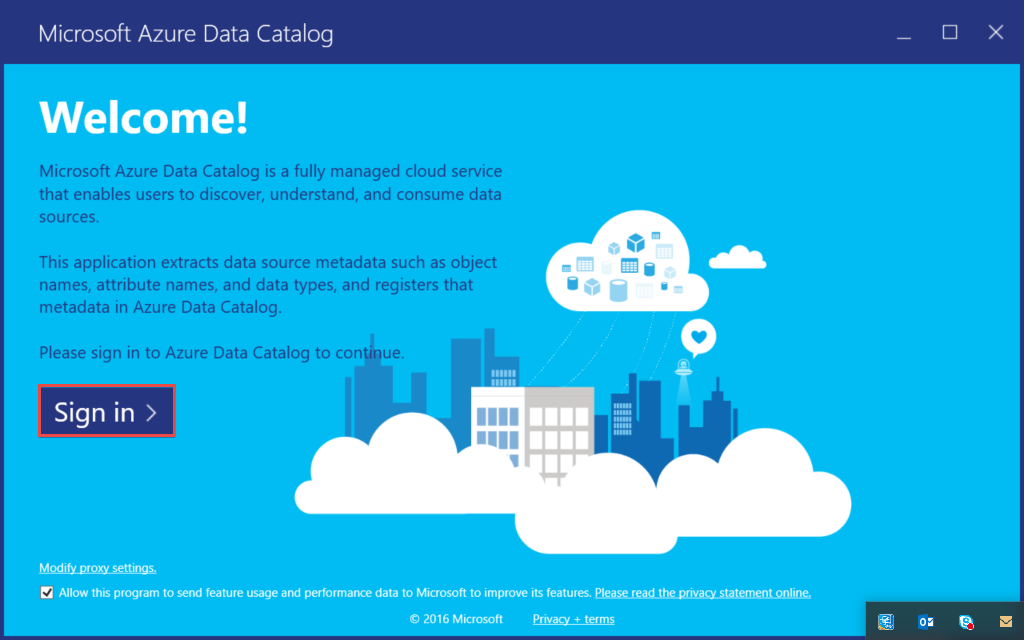 Microsoft Azure Data Catalog
Welcome!
Microsoft Azure Data Catalog is a fully managed cloud service
that enables users to discover, understand, and consume data
sources.
This application extracts data source metadata such as object
names, attribute names, and data types, and registers that
metadata in Azure Data Catalog.
Please sign in to Azure Data Catalog to continue.
Sign in
Modify proxy settings.
Allow this program to send feature usage and performance data to Microsoft to improve its features. Please read the privacy statement online.
© 2016 Microsoft Privacy + terms